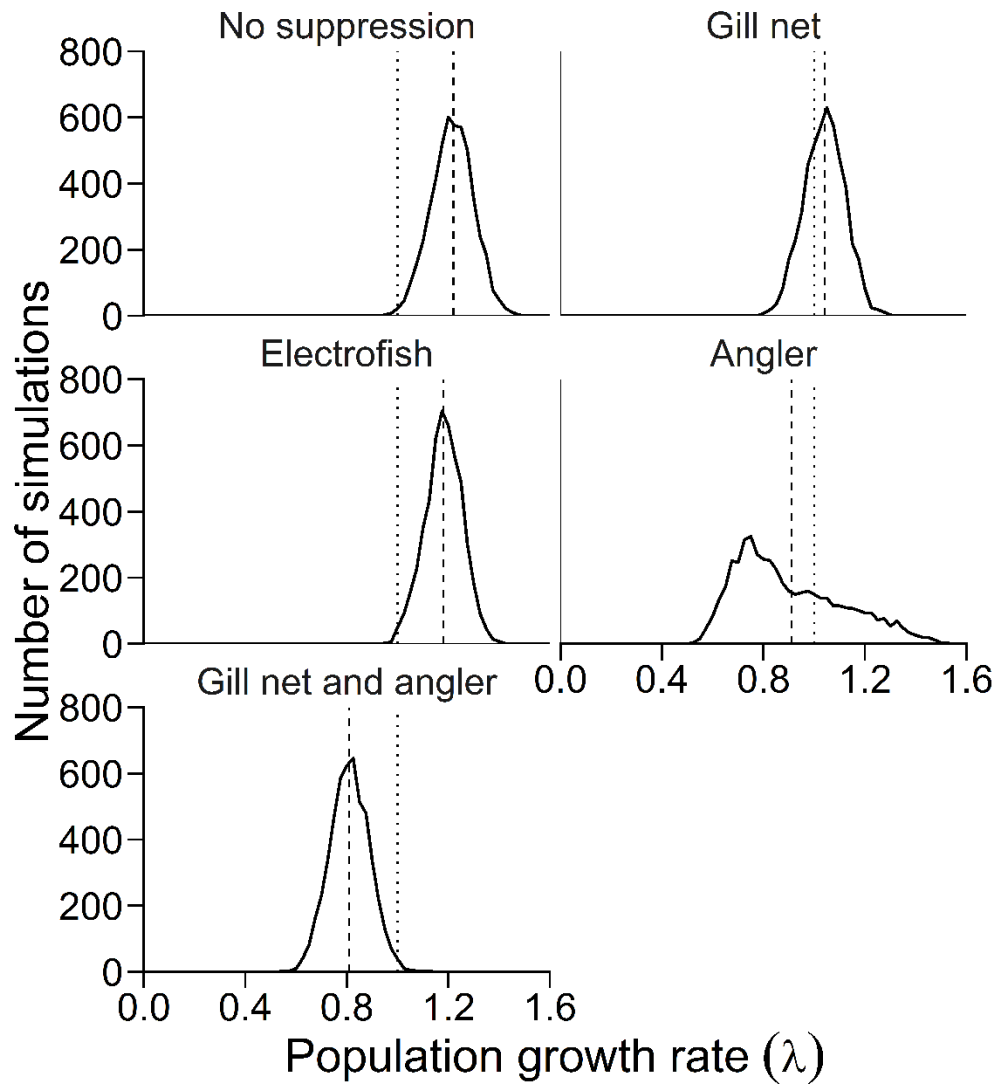 No suppression
Gill net
800
600
400
200
0
Electrofish
Angler
800
600
400
200
0
0.0 0.4 0.8 1.2 1.6
Gill net and angler
800
600
400
200
0
0.0 0.4 0.8 1.2 1.6
Number of simulations
Population growth rate (λ)